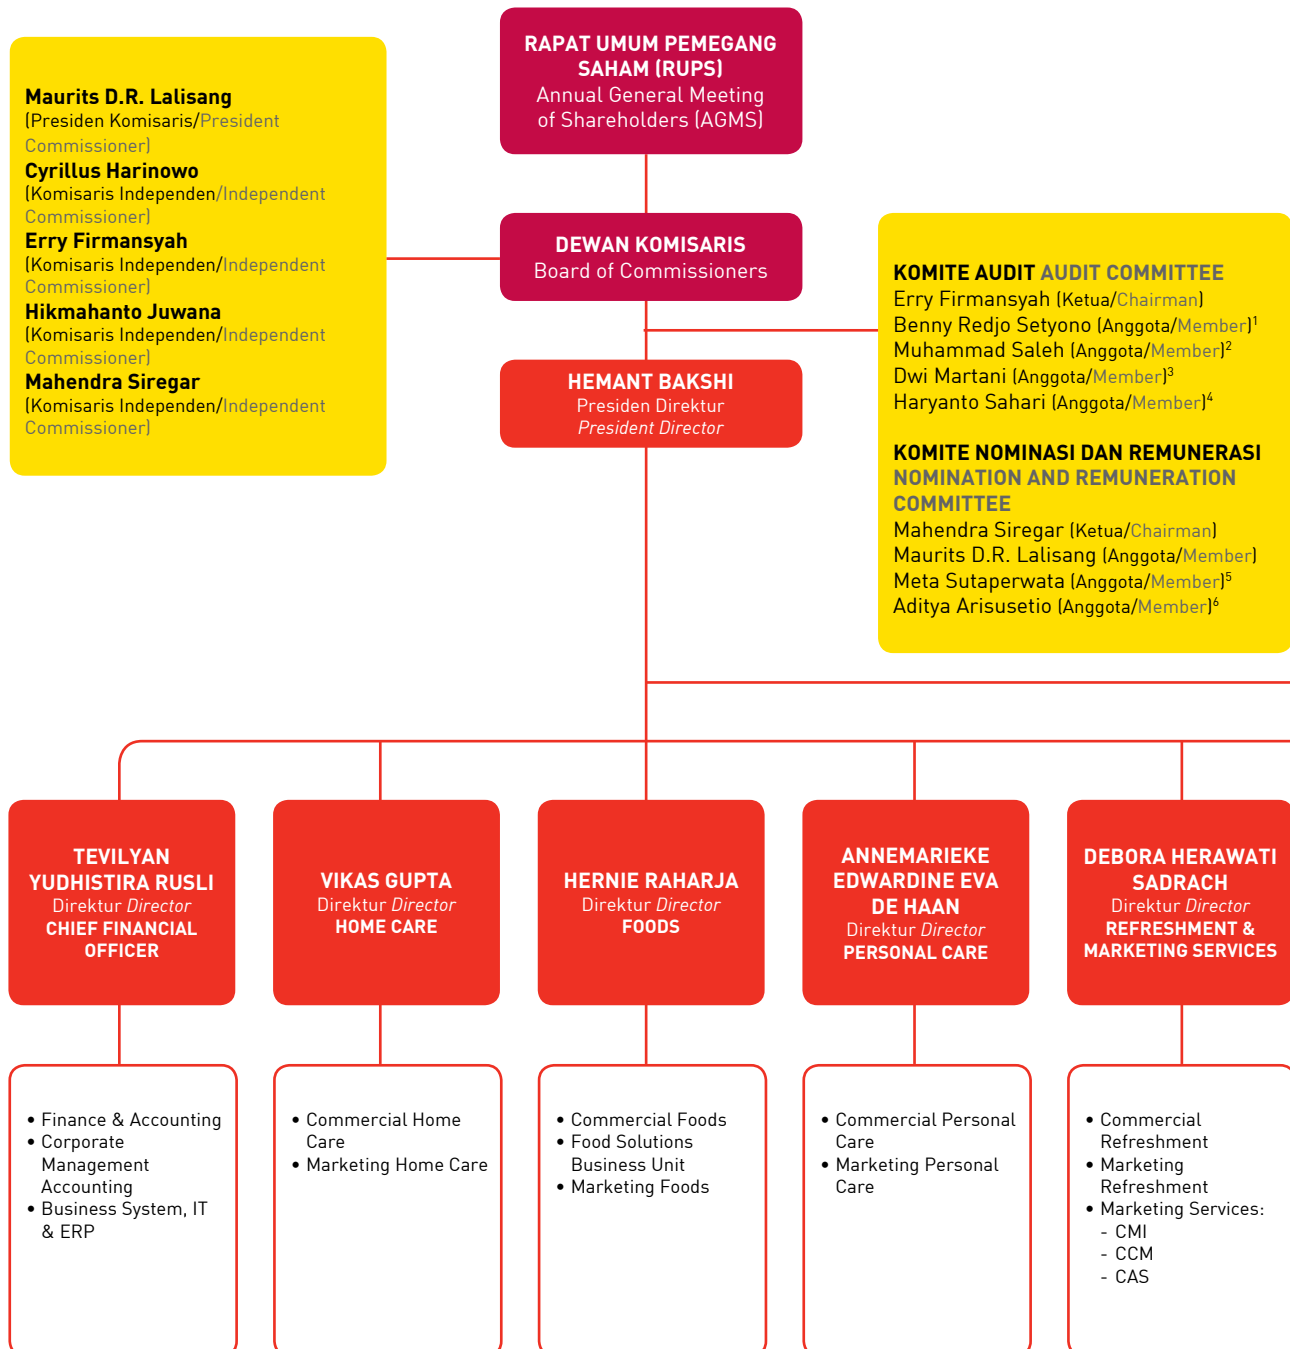 RAPAT UMUM PEMEGANG
SAHAM (RUPS)
Annual General Meeting
of Shareholders (AGMS)
Maurits D.R. Lalisang
(Presiden Komisaris/President
Commissioner)
Cyrillus Harinowo
(Komisaris Independen/Independent
Commissioner)
Erry Firmansyah
(Komisaris Independen/Independent
Commissioner)
Hikmahanto Juwana
(Komisaris Independen/Independent
Commissioner)
Mahendra Siregar
(Komisaris Independen/Independent
Commissioner)
DEWAN KOMISARIS
Board of Commissioners
HEMANT BAKSHI
Presiden Direktur
President Director
KOMITE AUDIT AUDIT COMMITTEE
Erry Firmansyah (Ketua/Chairman)
Benny Redjo Setyono (Anggota/Member)¹
Muhammad Saleh (Anggota/Member)²
Dwi Martani (Anggota/Member)³
Haryanto Sahari (Anggota/Member)⁴
KOMITE NOMINASI DAN REMUNERASI
NOMINATION AND REMUNERATION
COMMITTEE
Mahendra Siregar (Ketua/Chairman)
Maurits D.R. Lalisang (Anggota/Member)
Meta Sutaperwata (Anggota/Member)⁵
Aditya Arisusetio (Anggota/Member)⁶
TEVILYAN
YUDHISTIRA RUSLI
Direktur Director
CHIEF FINANCIAL
OFFICER
VIKAS GUPTA
Direktur Director
HOME CARE
HERNIE RAHARJA
Direktur Director
FOODS
ANNEMARIEKE
EDWARDINE EVA
DE HAAN
Direktur Director
PERSONAL CARE
DEBORA HERAWATI
SADRACH
Direktur Director
REFRESHMENT &
MARKETING SERVICES
• Finance & Accounting
• Corporate
Management
Accounting
• Business System, IT
& ERP
• Commercial Home
Care
• Marketing Home Care
• Commercial Foods
• Food Solutions
Business Unit
• Marketing Foods
• Commercial Personal
Care
• Marketing Personal
Care
• Commercial
Refreshment
• Marketing
Refreshment
• Marketing Services:
- CMI
- CCM
- CAS